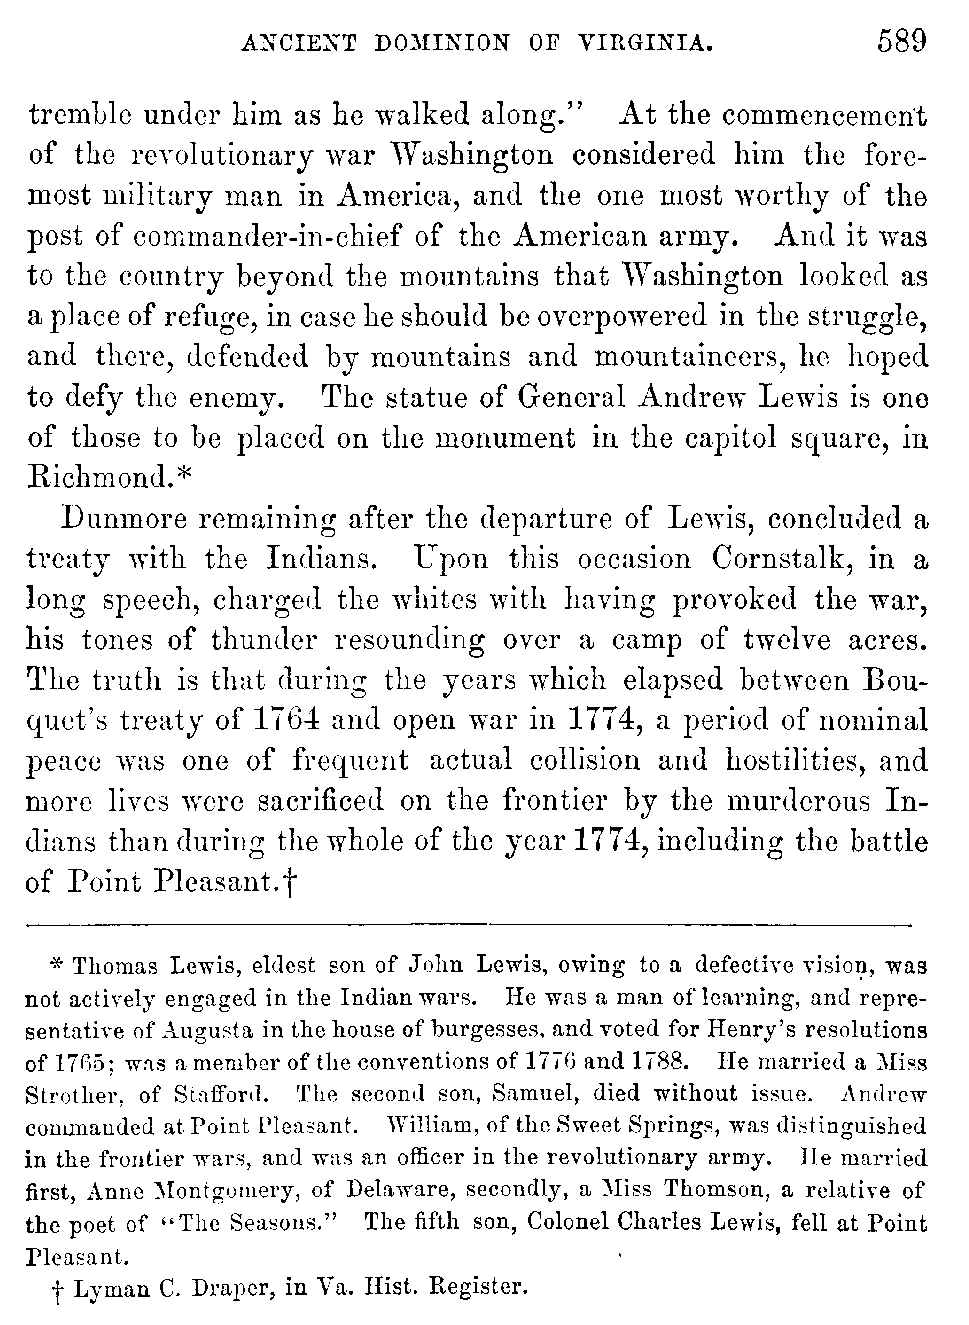 ANCIENT DOMINION OF VIRGINIA. 589
tremble under him as he walked along." At the commencement
of the revolutionary war Washington considered him the fore-
most military man in America, and the one most worthy of the
post of commander-in-chief of the American army. And it was
to the country beyond the mountains that Washington looked as
a place of refuge, in case he should be overpowered in the struggle,
and there, defended by mountains and mountaineers, he hoped
to defy the enemy. The statue of General Andrew Lewis is one
of those to be placed on the monument in the capitol square, in
Richmond.*
Dunmore remaining after the departure of Lewis, concluded a
treaty with the Indians. Upon this occasion Cornstalk, in a
long speech, charged the whites with having provoked the war,
his tones of thunder resounding over a camp of twelve acres.
The truth is that during the years which elapsed between Bou-
quet's treaty of 1764 and open war in 1774, a period of nominal
peace was one of frequent actual collision and hostilities, and
more lives were sacrificed on the frontier by the murderous In-
dians than during the whole of the year 1774, including the battle
of Point Pleasant.†
* Thomas Lewis, eldest son of John Lewis, owing to a defective vision, was
not actively engaged in the Indian wars. He was a man of learning, and repre-
sentative of Augusta in the house of burgesses, and voted for Henry's resolutions
of 1765; was a member of the conventions of 1776 and 1788. He married a Miss
Strother, of Stafford. The second son, Samuel, died without issue. Andrew
commanded at Point Pleasant. William, of the Sweet Springs, was distinguished
in the frontier wars, and was an officer in the revolutionary army. He married
first, Anne Montgomery, of Delaware, secondly, a Miss Thomson, a relative of
the poet of "The Seasons." The fifth son, Colonel Charles Lewis, fell at Point
Pleasant.
† Lyman C. Draper, in Va. Hist. Register.